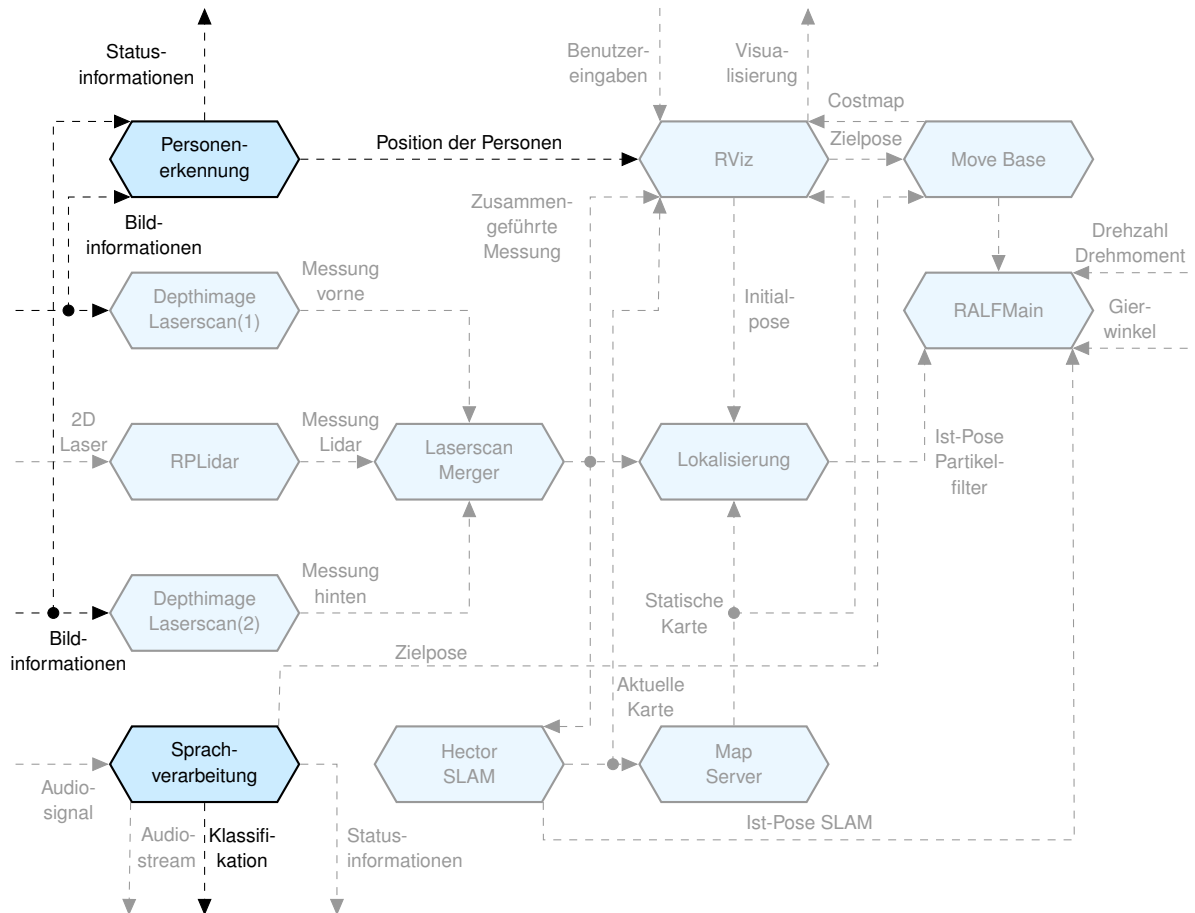 Status-
informationen
Benutzer-
eingaben
Visua-
lisierung
Costmap
Zielpose
Personen-
erkennung
Position der Personen
RViz
Move Base
Bild-
informationen
Zusammen-
geführte
Messung
Drehzahl
Drehmoment
Messung
vorne
Depthimage
Laserscan(1)
Initial-
pose
RALFMain
Gier-
winkel
2D
Laser
RPLidar
Messung
Lidar
Laserscan
Merger
Lokalisierung
Ist-Pose
Partikel-
filter
Depthimage
Laserscan(2)
Messung
hinten
Statische
Karte
Bild-
informationen
Zielpose
Aktuelle
Karte
Sprach-
verarbeitung
Hector
SLAM
Map
Server
Audio-
signal
Audio-
stream
Klassifi-
kation
Status-
informationen
Ist-Pose SLAM